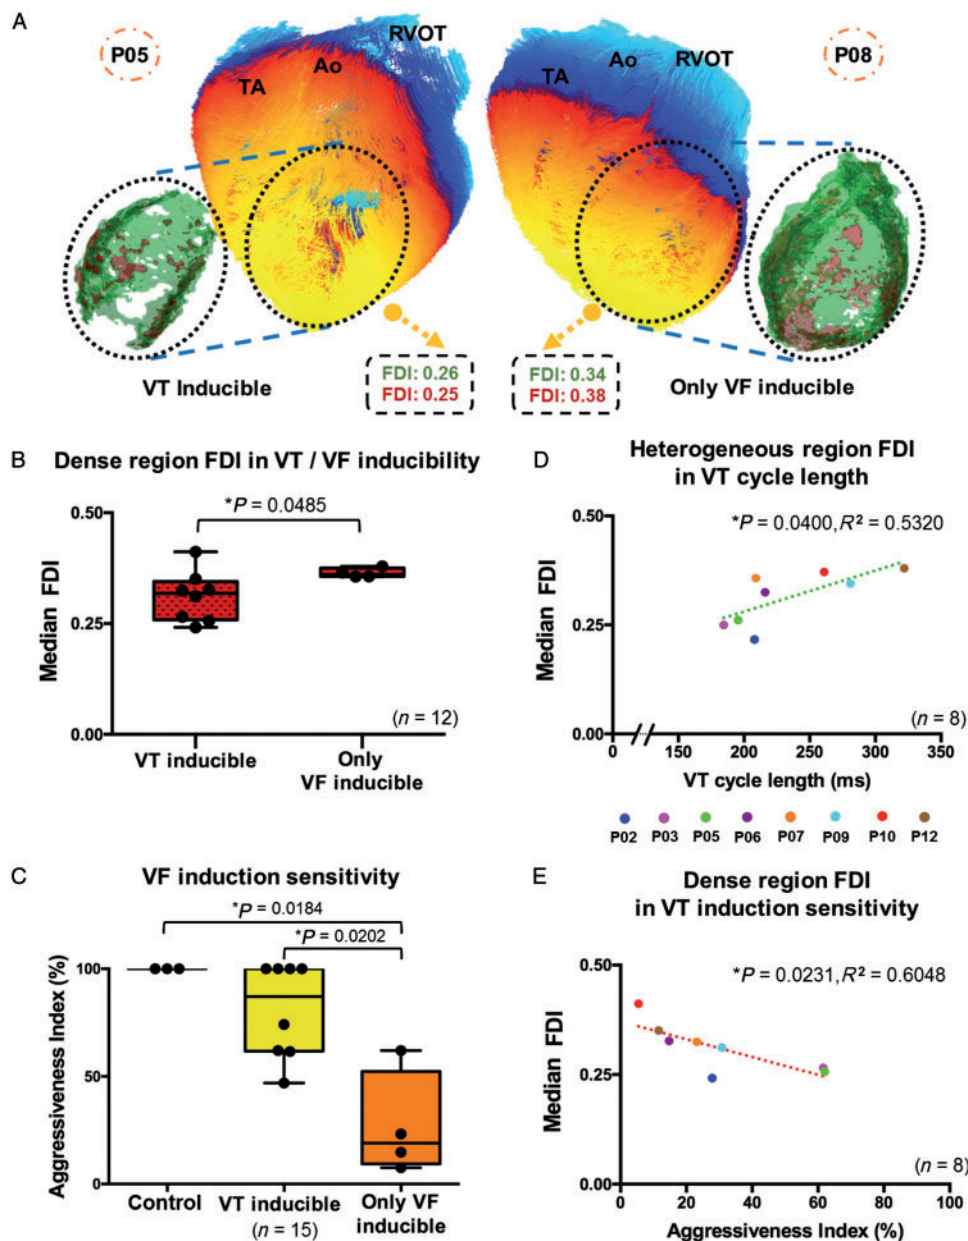 A
P05
TA
Ao
RVOT
TA
Ao
RVOT
P08
VT Inducible
FDI: 0.26
FDI: 0.25
FDI: 0.34
FDI: 0.38
Only VF inducible
B
Dense region FDI in VT / VF inducibility
*P = 0.0485
0.50
0.25
0.00
Median FDI
(n = 12)
VT inducible
Only
VF inducible
D
Heterogeneous region FDI
in VT cycle length
*P = 0.0400, R² = 0.5320
0.50
0.25
0.00
Median FDI
(n = 8)
0 150 200 250 300 350
VT cycle length (ms)
P02 P03 P05 P06 P07 P09 P10 P12
C
VF induction sensitivity
*P = 0.0184
*P = 0.0202
100
50
0
Aggressiveness Index (%)
Control
VT inducible
(n = 15)
Only VF
inducible
E
Dense region FDI
in VT induction sensitivity
*P = 0.0231, R² = 0.6048
0.50
0.25
0.00
Median FDI
(n = 8)
0 20 40 60 80 100
Aggressiveness Index (%)